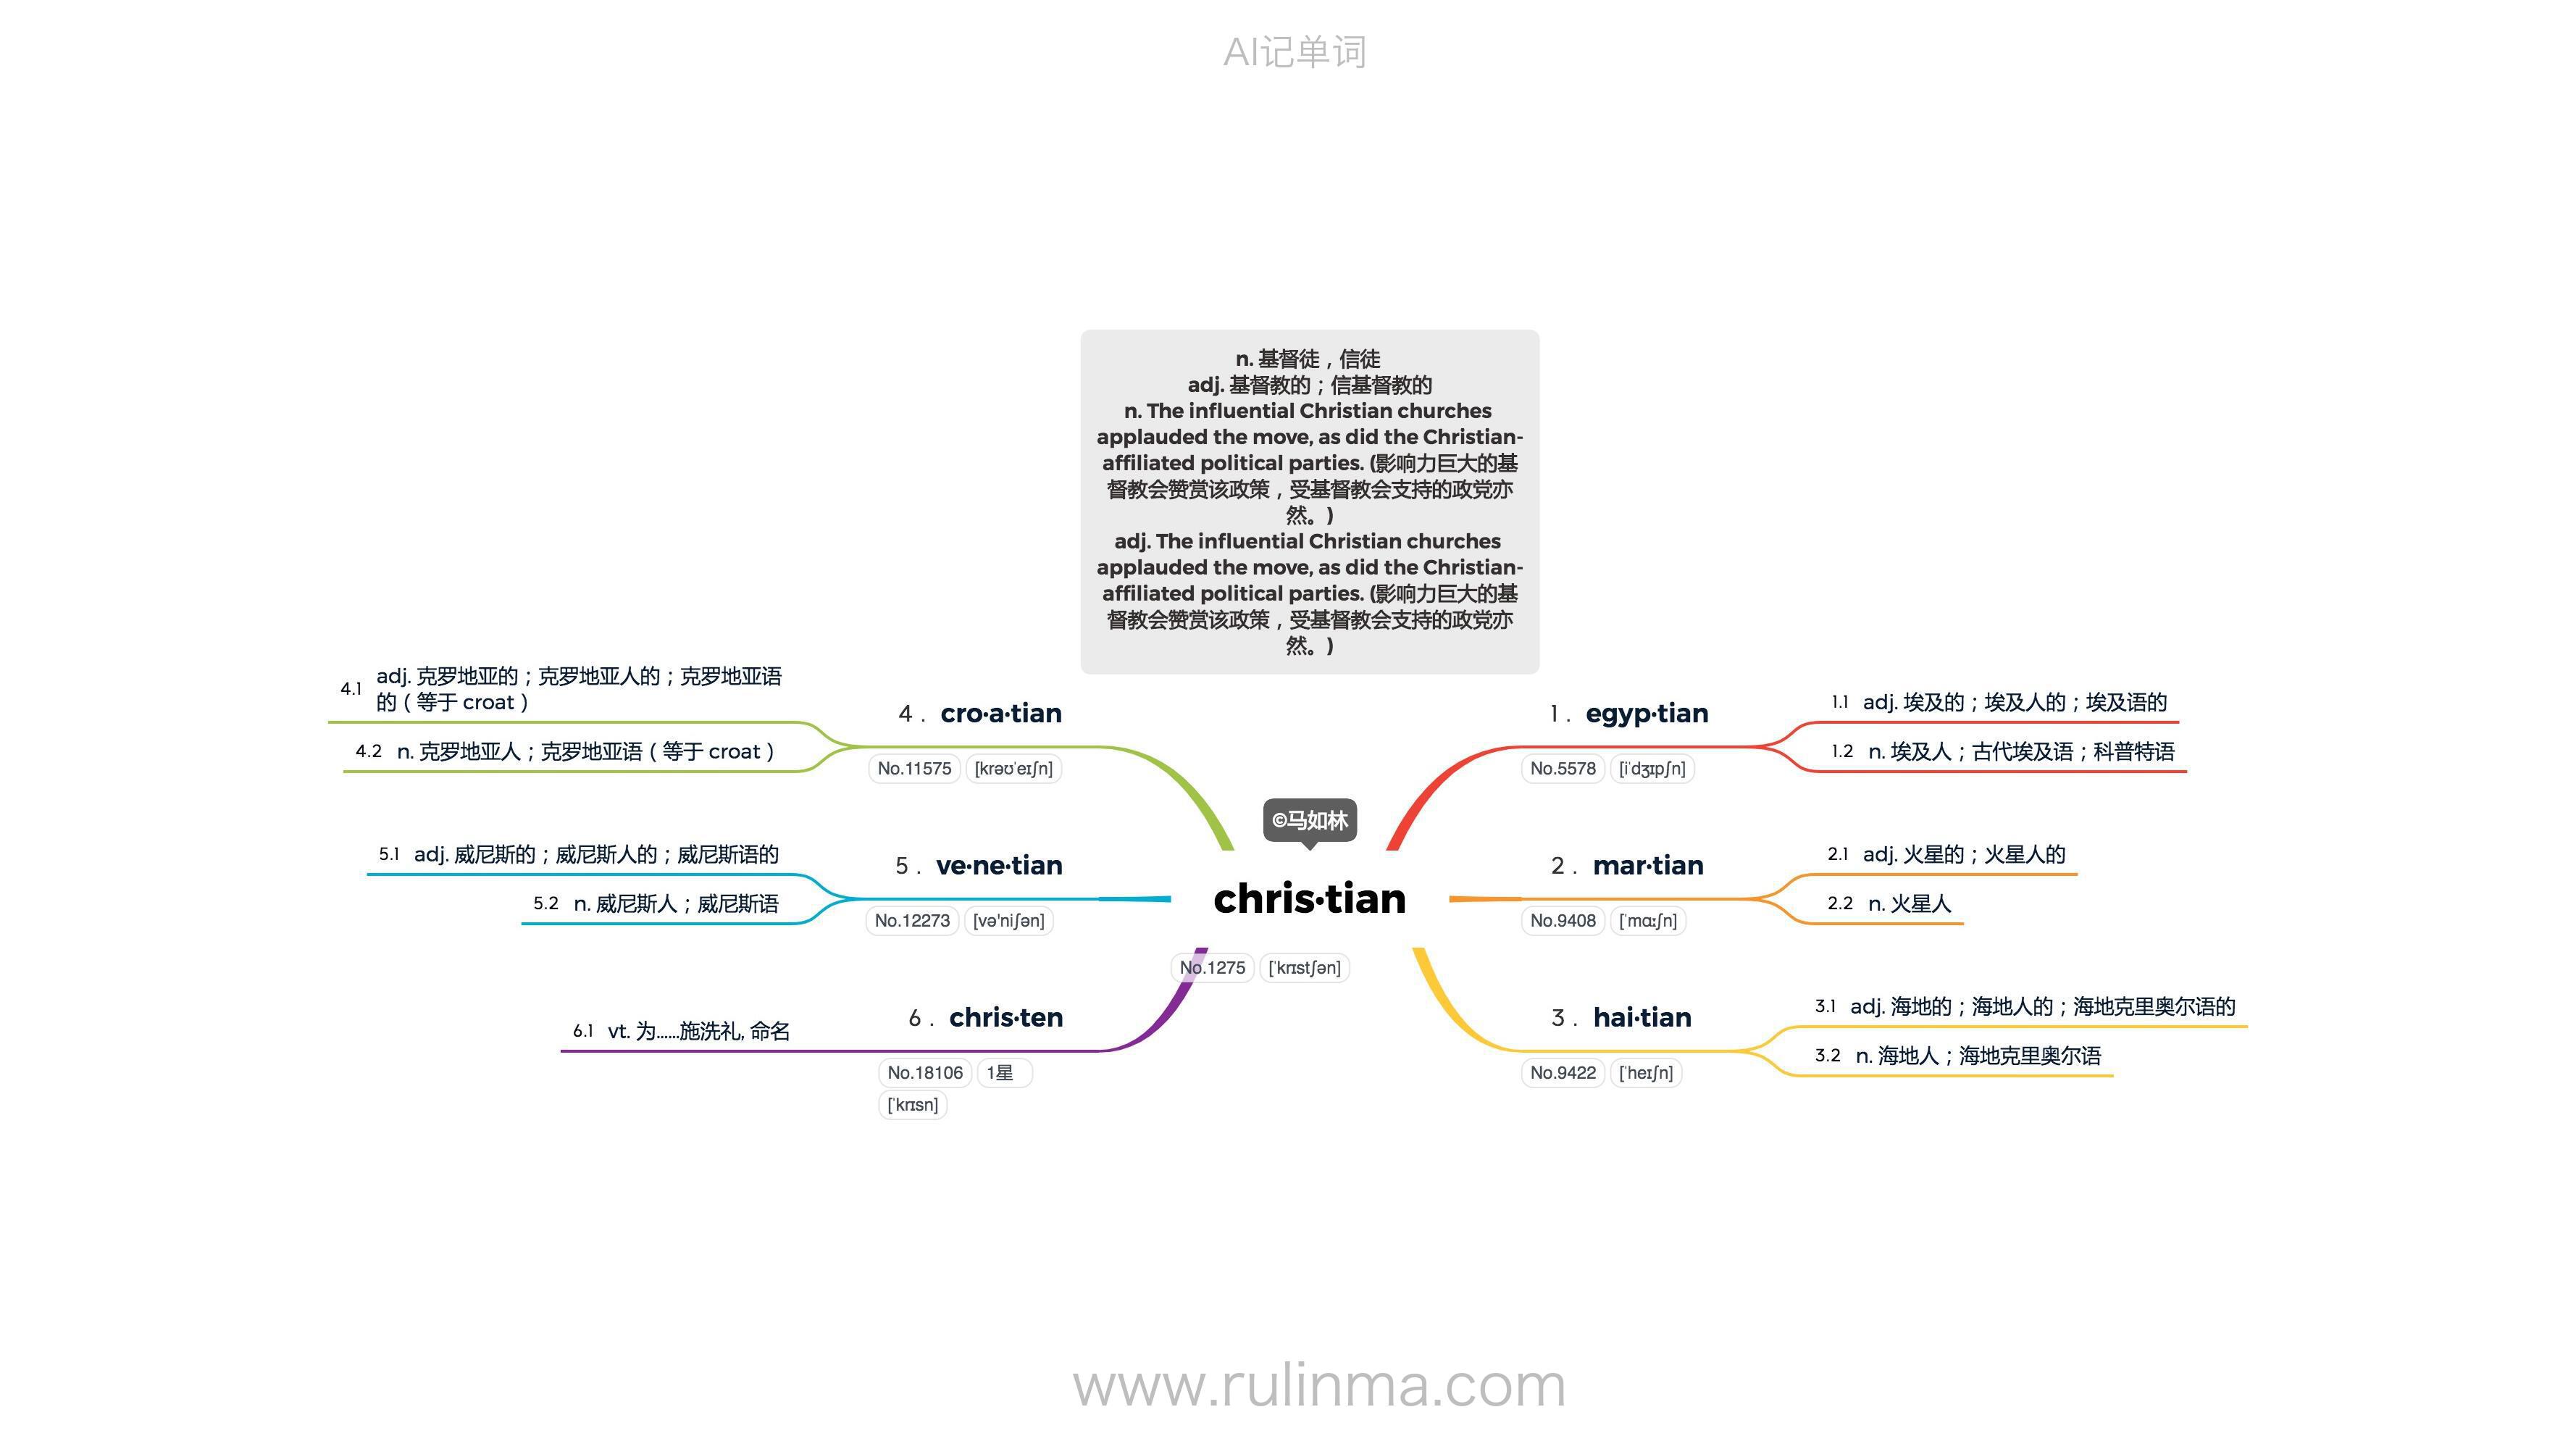 AI记单词
n. 基督徒，信徒
adj. 基督教的；信基督教的
n. The influential Christian churches
applauded the move, as did the Christian-
affiliated political parties. (影响力巨大的基
督教会赞赏该政策，受基督教会支持的政党亦
然。)
adj. The influential Christian churches
applauded the move, as did the Christian-
affiliated political parties. (影响力巨大的基
督教会赞赏该政策，受基督教会支持的政党亦
然。)
©马如林
chris·tian
No.1275 [ˈkrɪstʃən]
1. egyp·tian
No.5578 [iˈdʒɪpʃn]
1.1 adj. 埃及的；埃及人的；埃及语的
1.2 n. 埃及人；古代埃及语；科普特语
2. mar·tian
No.9408 [ˈmɑːʃn]
2.1 adj. 火星的；火星人的
2.2 n. 火星人
3. hai·tian
No.9422 [ˈheɪʃn]
3.1 adj. 海地的；海地人的；海地克里奥尔语的
3.2 n. 海地人；海地克里奥尔语
4. cro·a·tian
No.11575 [krəʊˈeɪʃn]
4.1 adj. 克罗地亚的；克罗地亚人的；克罗地亚语
的（等于 croat）
4.2 n. 克罗地亚人；克罗地亚语（等于 croat）
5. ve·ne·tian
No.12273 [və'niʃən]
5.1 adj. 威尼斯的；威尼斯人的；威尼斯语的
5.2 n. 威尼斯人；威尼斯语
6. chris·ten
No.18106 1星
[ˈkrɪsn]
6.1 vt. 为……施洗礼, 命名
www.rulinma.com